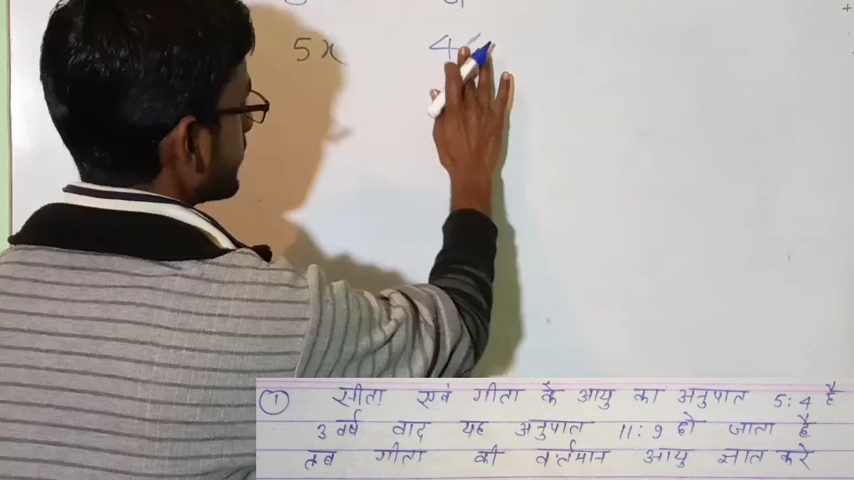 5x 4
① सीता एवं गीता के आयु का अनुपात 5:4 है
3 वर्ष वाद यह अनुपात 11:9 हो जाता है
तब गीता की वर्तमान आयु ज्ञात करे